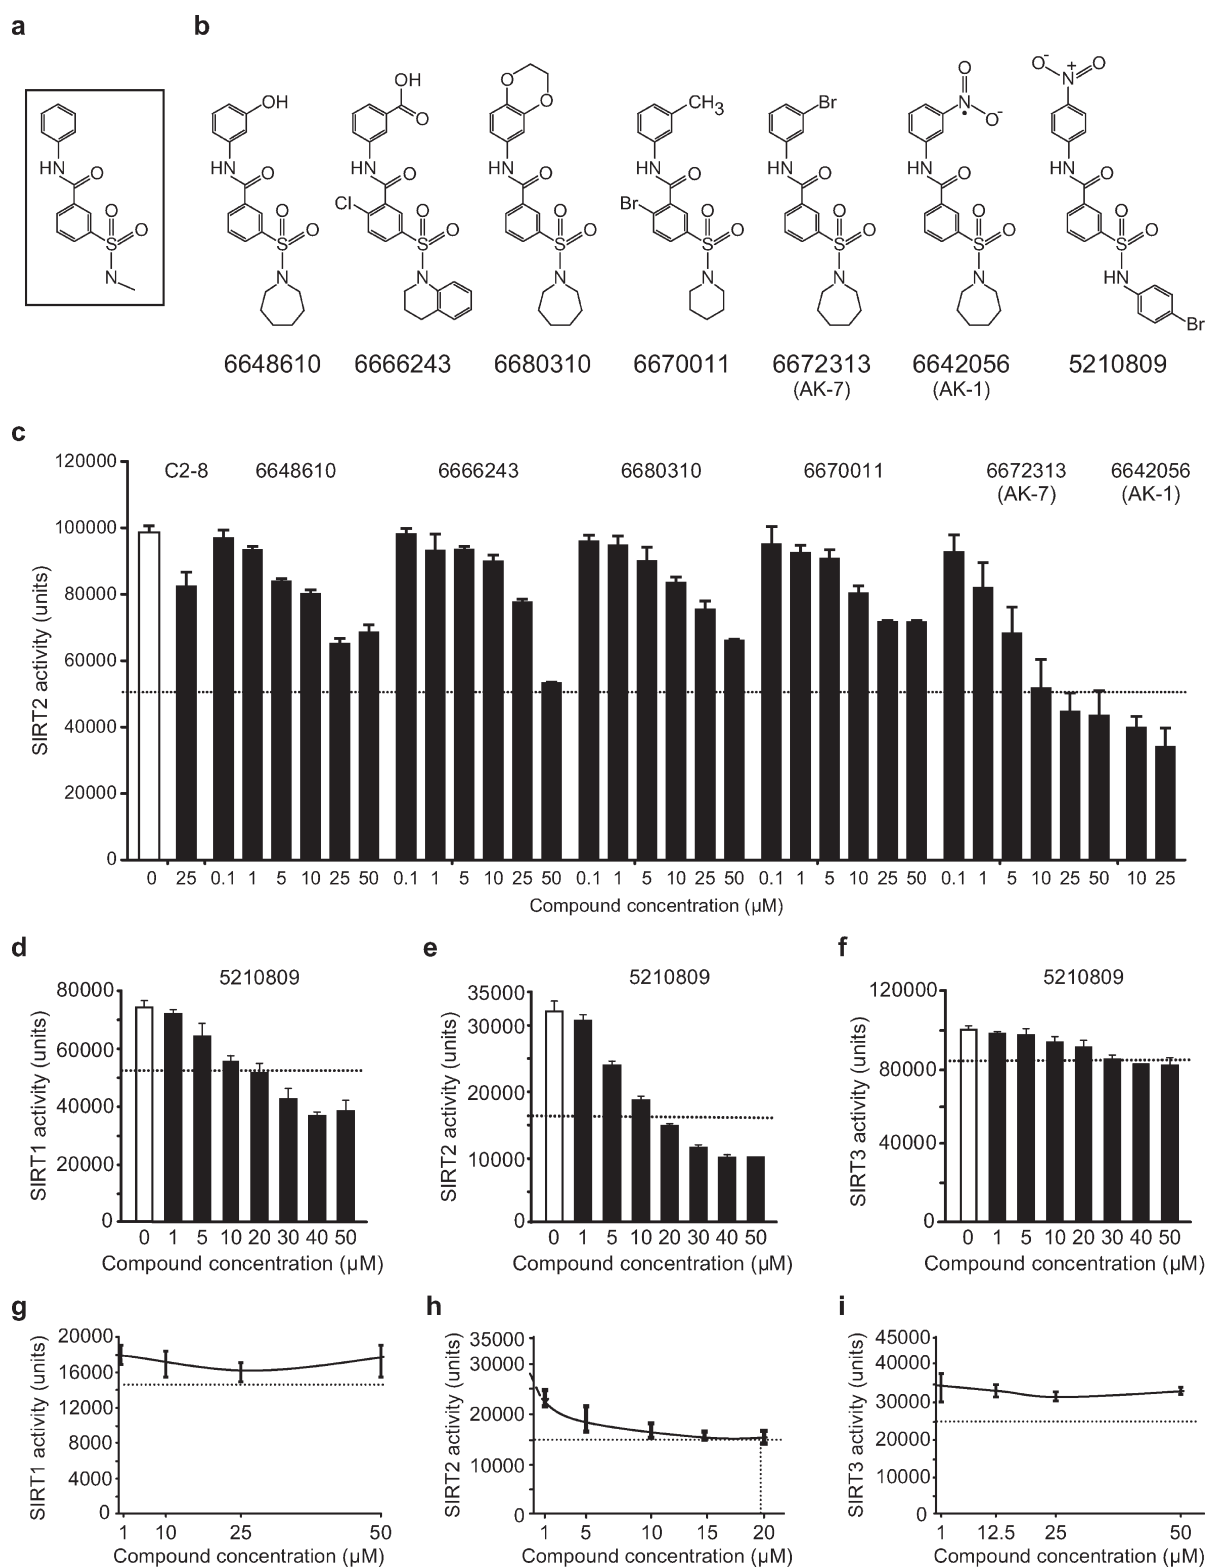 a
b
HN
O
O
S
O
N
OH
HN
O
O
S
O
N
OH
O
HN
O
Cl
O
S
O
N
O
O
HN
O
O
S
O
N
CH3
HN
O
Br
O
S
O
N
Br
HN
O
O
S
O
N
O
N
O-
HN
O
O
S
O
N
O-
N+
O
HN
O
O
S
O
HN
Br
6648610 6666243 6680310 6670011 6672313 6642056 5210809
(AK-7) (AK-1)
c
C2-8 6648610 6666243 6680310 6670011 6672313 6642056
(AK-7) (AK-1)
SIRT2 activity (units)
120000
100000
80000
60000
40000
20000
0
0 25 0.1 1 5 10 25 50 0.1 1 5 10 25 50 0.1 1 5 10 25 50 0.1 1 5 10 25 50 0.1 1 5 10 25 50 10 25
Compound concentration (µM)
d
5210809
SIRT1 activity (units)
80000
60000
40000
20000
0
0 1 5 10 20 30 40 50
Compound concentration (µM)
e
5210809
SIRT2 activity (units)
35000
30000
20000
10000
0
0 1 5 10 20 30 40 50
Compound concentration (µM)
f
5210809
SIRT3 activity (units)
120000
80000
40000
0
0 1 5 10 20 30 40 50
Compound concentration (µM)
g
SIRT1 activity (units)
20000
16000
12000
8000
4000
0
1 10 25 50
Compound concentration (µM)
h
SIRT2 activity (units)
35000
30000
20000
10000
0
1 5 10 15 20
Compound concentration (µM)
i
SIRT3 activity (units)
45000
40000
30000
20000
10000
0
1 12.5 25 50
Compound concentration (µM)